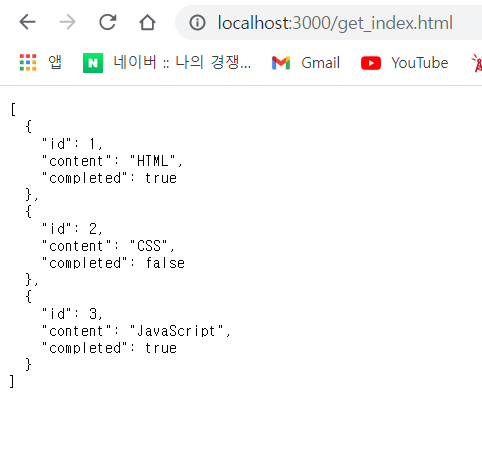 localhost:3000/get_index.html
앱 N 네이버 :: 나의 경쟁... Gmail YouTube
[
  {
    "id": 1,
    "content": "HTML",
    "completed": true
  },
  {
    "id": 2,
    "content": "CSS",
    "completed": false
  },
  {
    "id": 3,
    "content": "JavaScript",
    "completed": true
  }
]